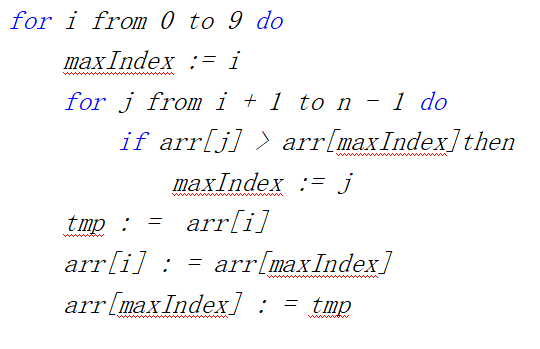 for i from 0 to 9 do
maxIndex := i
for j from i + 1 to n - 1 do
if arr[j] > arr[maxIndex]then
maxIndex := j
tmp : =  arr[i]
arr[i] : = arr[maxIndex]
arr[maxIndex] : = tmp